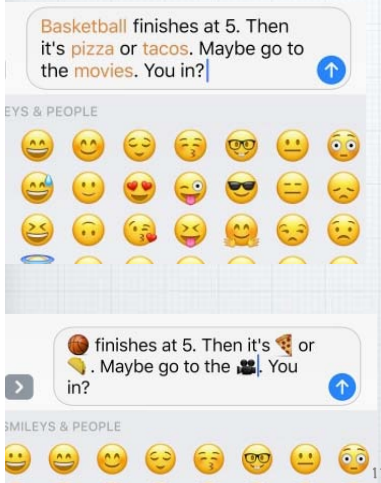 Basketball finishes at 5. Then
it's pizza or tacos. Maybe go to
the movies. You in?
EYS & PEOPLE
🏀 finishes at 5. Then it's 🍕 or
🌮. Maybe go to the 🎥. You
in?
SMILEYS & PEOPLE
1